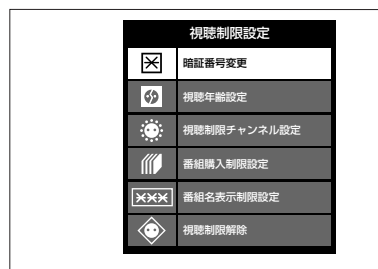 視聴制限設定
暗証番号変更
視聴年齢設定
視聴制限チャンネル設定
番組購入制限設定
番組名表示制限設定
視聴制限解除